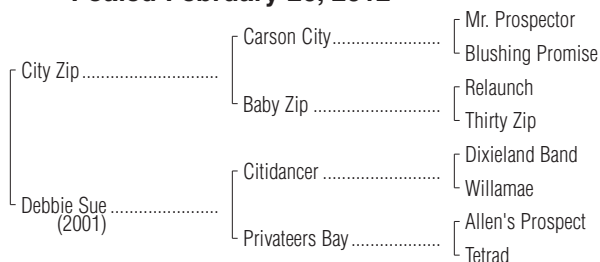 Foaled February 28, 2012
Mr. Prospector
Carson City
Blushing Promise
City Zip
Relaunch
Baby Zip
Thirty Zip
Dixieland Band
Citidancer
Willamae
Debbie Sue
(2001)
Allen's Prospect
Privateers Bay
Tetrad